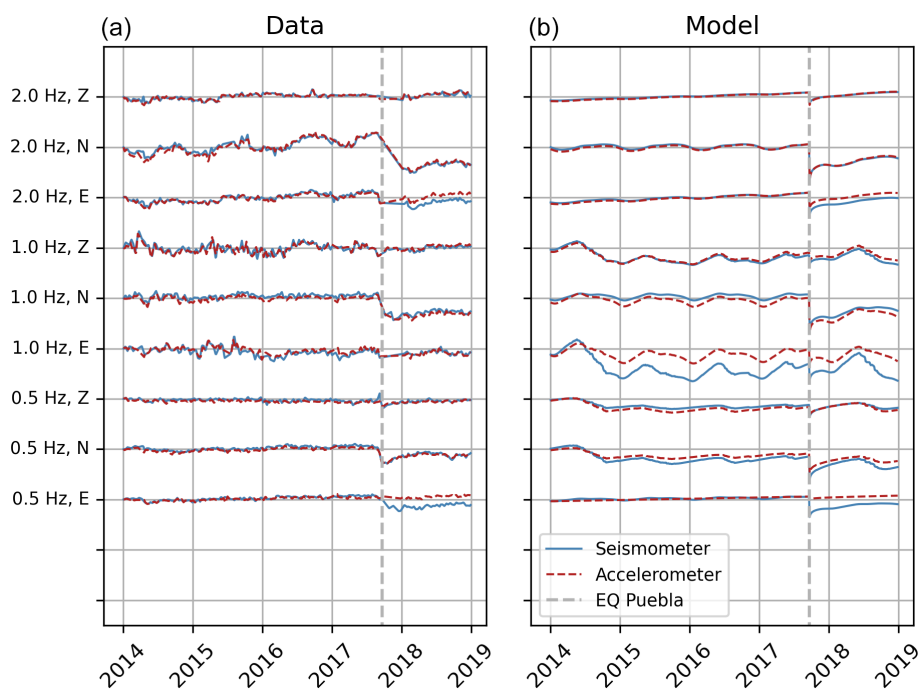 (a) Data
(b) Model
2.0 Hz, Z
2.0 Hz, N
2.0 Hz, E
1.0 Hz, Z
1.0 Hz, N
1.0 Hz, E
0.5 Hz, Z
0.5 Hz, N
0.5 Hz, E
Seismometer
Accelerometer
EQ Puebla
2014 2015 2016 2017 2018 2019
2014 2015 2016 2017 2018 2019